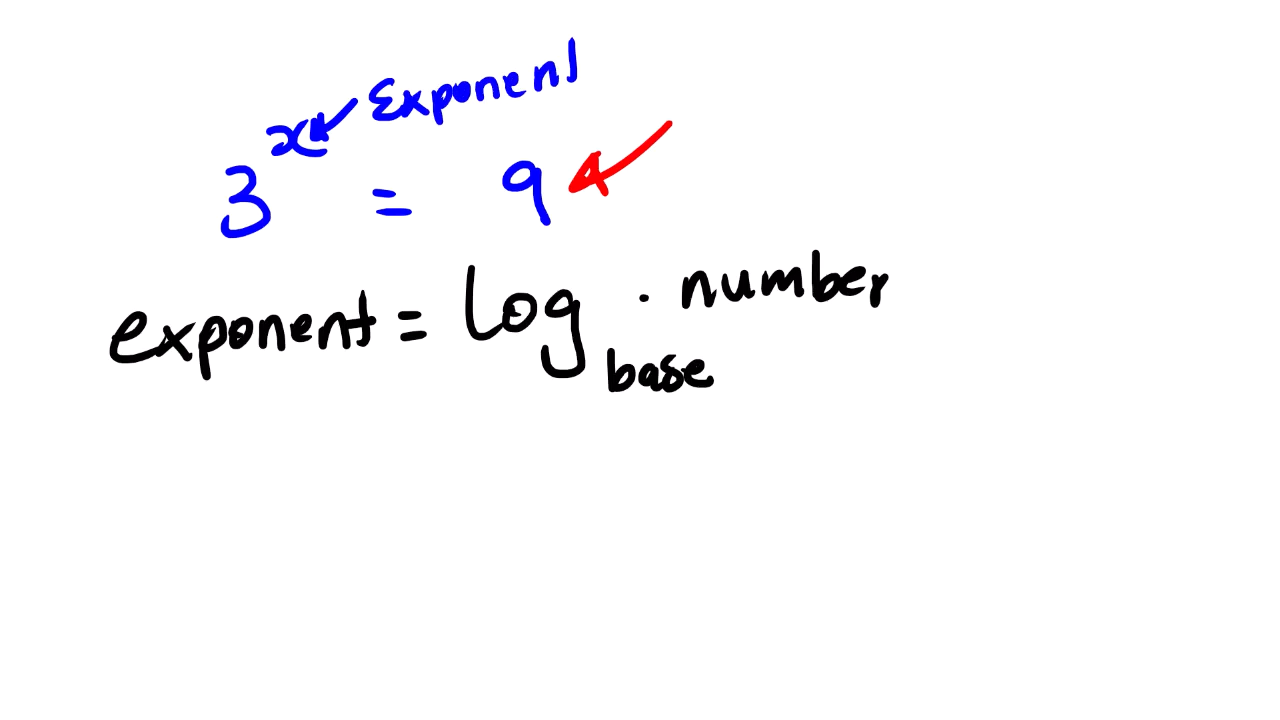 Exponent
3^x = 9
exponent = log_base . number